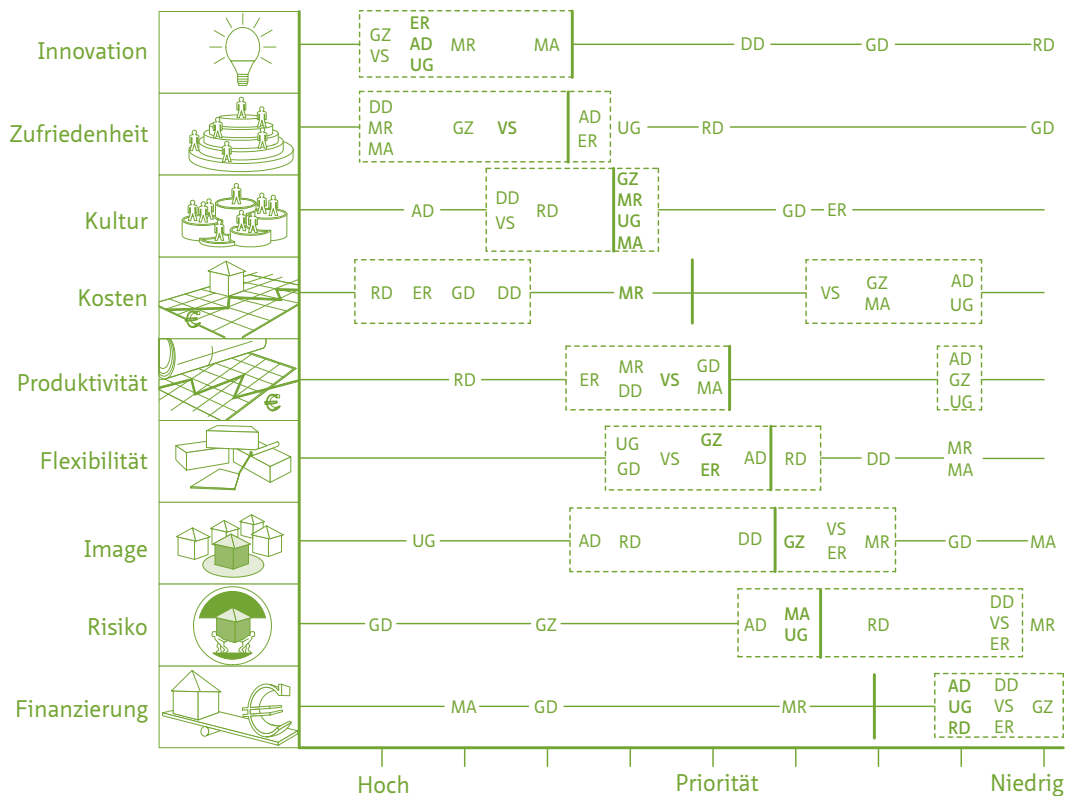 Innovation
GZ
VS
ER
AD
UG
MR
MA
DD
GD
RD
Zufriedenheit
DD
MR
MA
GZ
VS
AD
ER
UG
RD
GD
Kultur
AD
DD
VS
RD
GZ
MR
UG
MA
GD
ER
Kosten
€
RD
ER
GD
DD
MR
VS
GZ
MA
AD
UG
Produktivität
€
RD
ER
MR
DD
VS
GD
MA
AD
GZ
UG
Flexibilität
UG
GD
VS
GZ
ER
AD
RD
DD
MR
MA
Image
UG
AD
RD
DD
GZ
VS
ER
MR
GD
MA
Risiko
GD
GZ
AD
MA
UG
RD
DD
VS
ER
MR
Finanzierung
€
MA
GD
MR
AD
UG
RD
DD
VS
ER
GZ
Hoch
Priorität
Niedrig